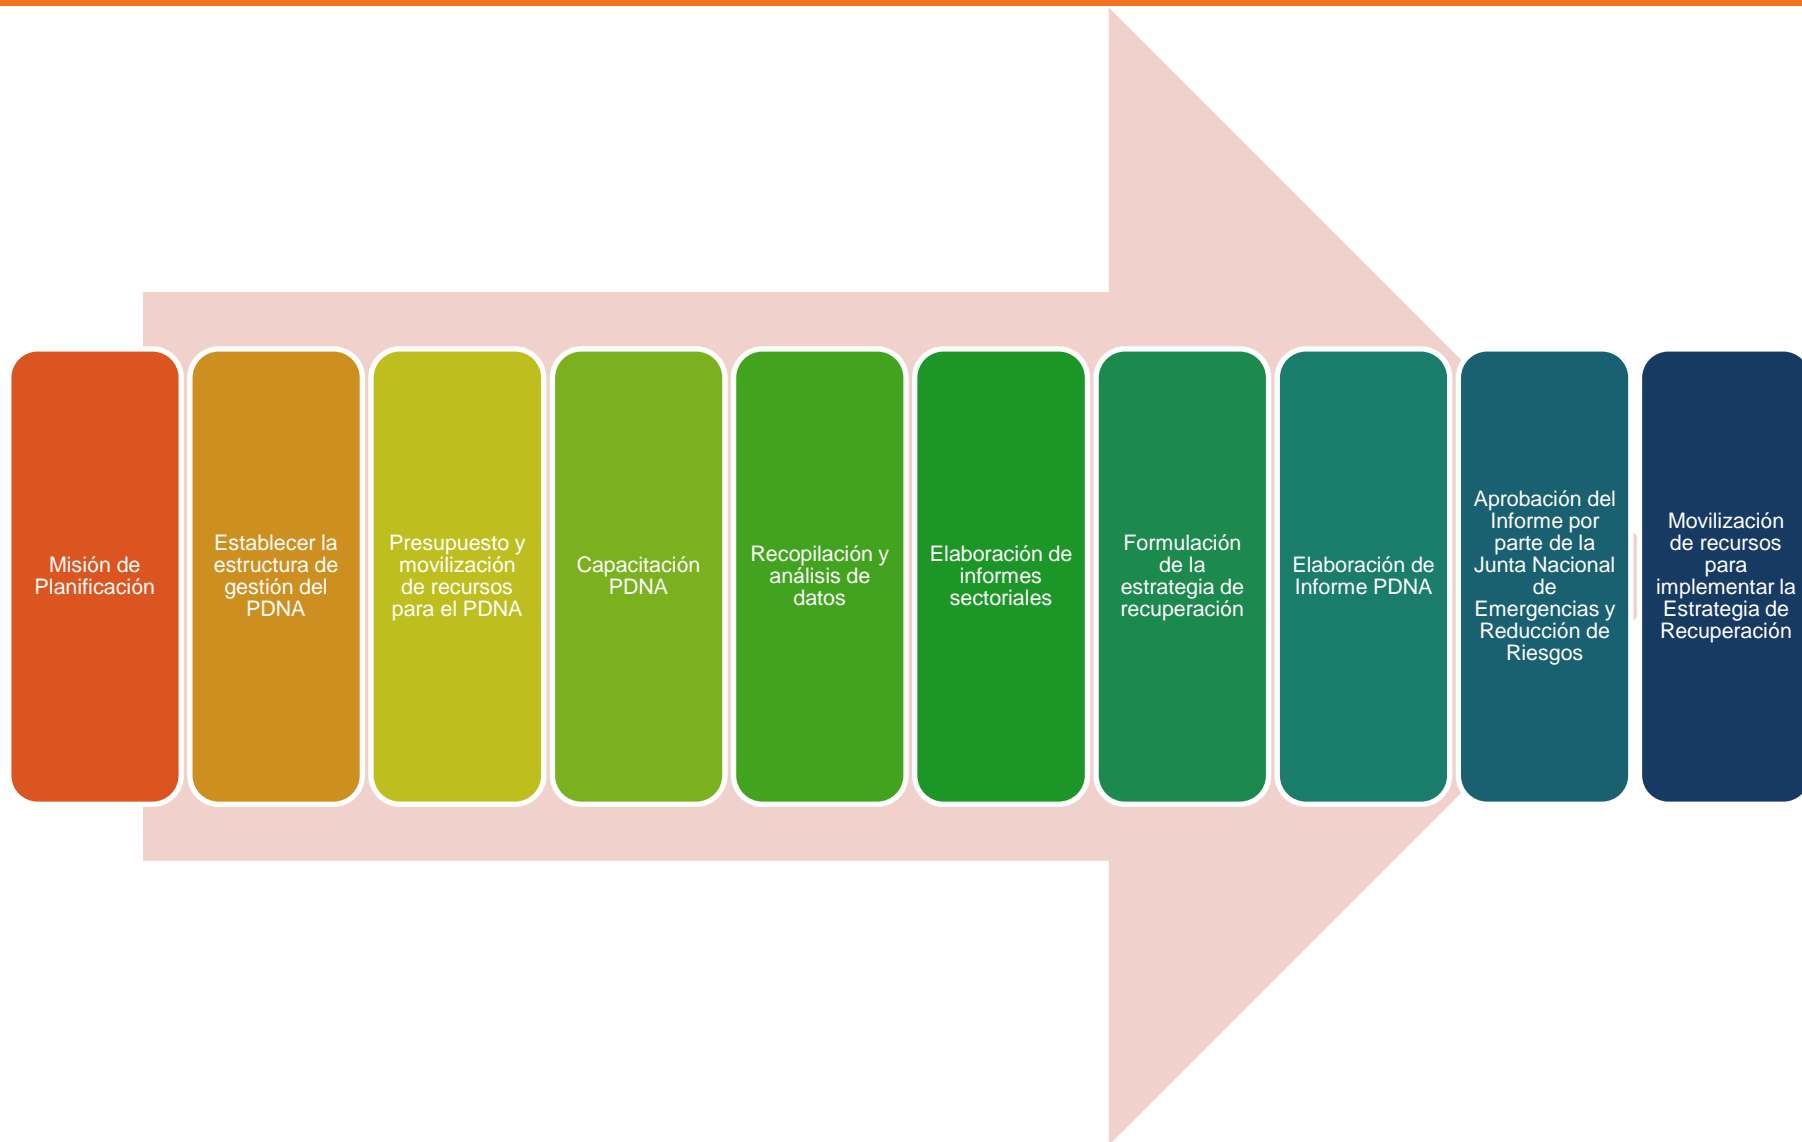 Misión de
Planificación
Establecer la
estructura de
gestión del
PDNA
Presupuesto y
movilización
de recursos
para el PDNA
Capacitación
PDNA
Recopilación y
análisis de
datos
Elaboración de
informes
sectoriales
Formulación
de la
estrategia de
recuperación
Elaboración de
Informe PDNA
Aprobación del
Informe por
parte de la
Junta Nacional
de
Emergencias y
Reducción de
Riesgos
Movilización
de recursos
para
implementar la
Estrategia de
Recuperación